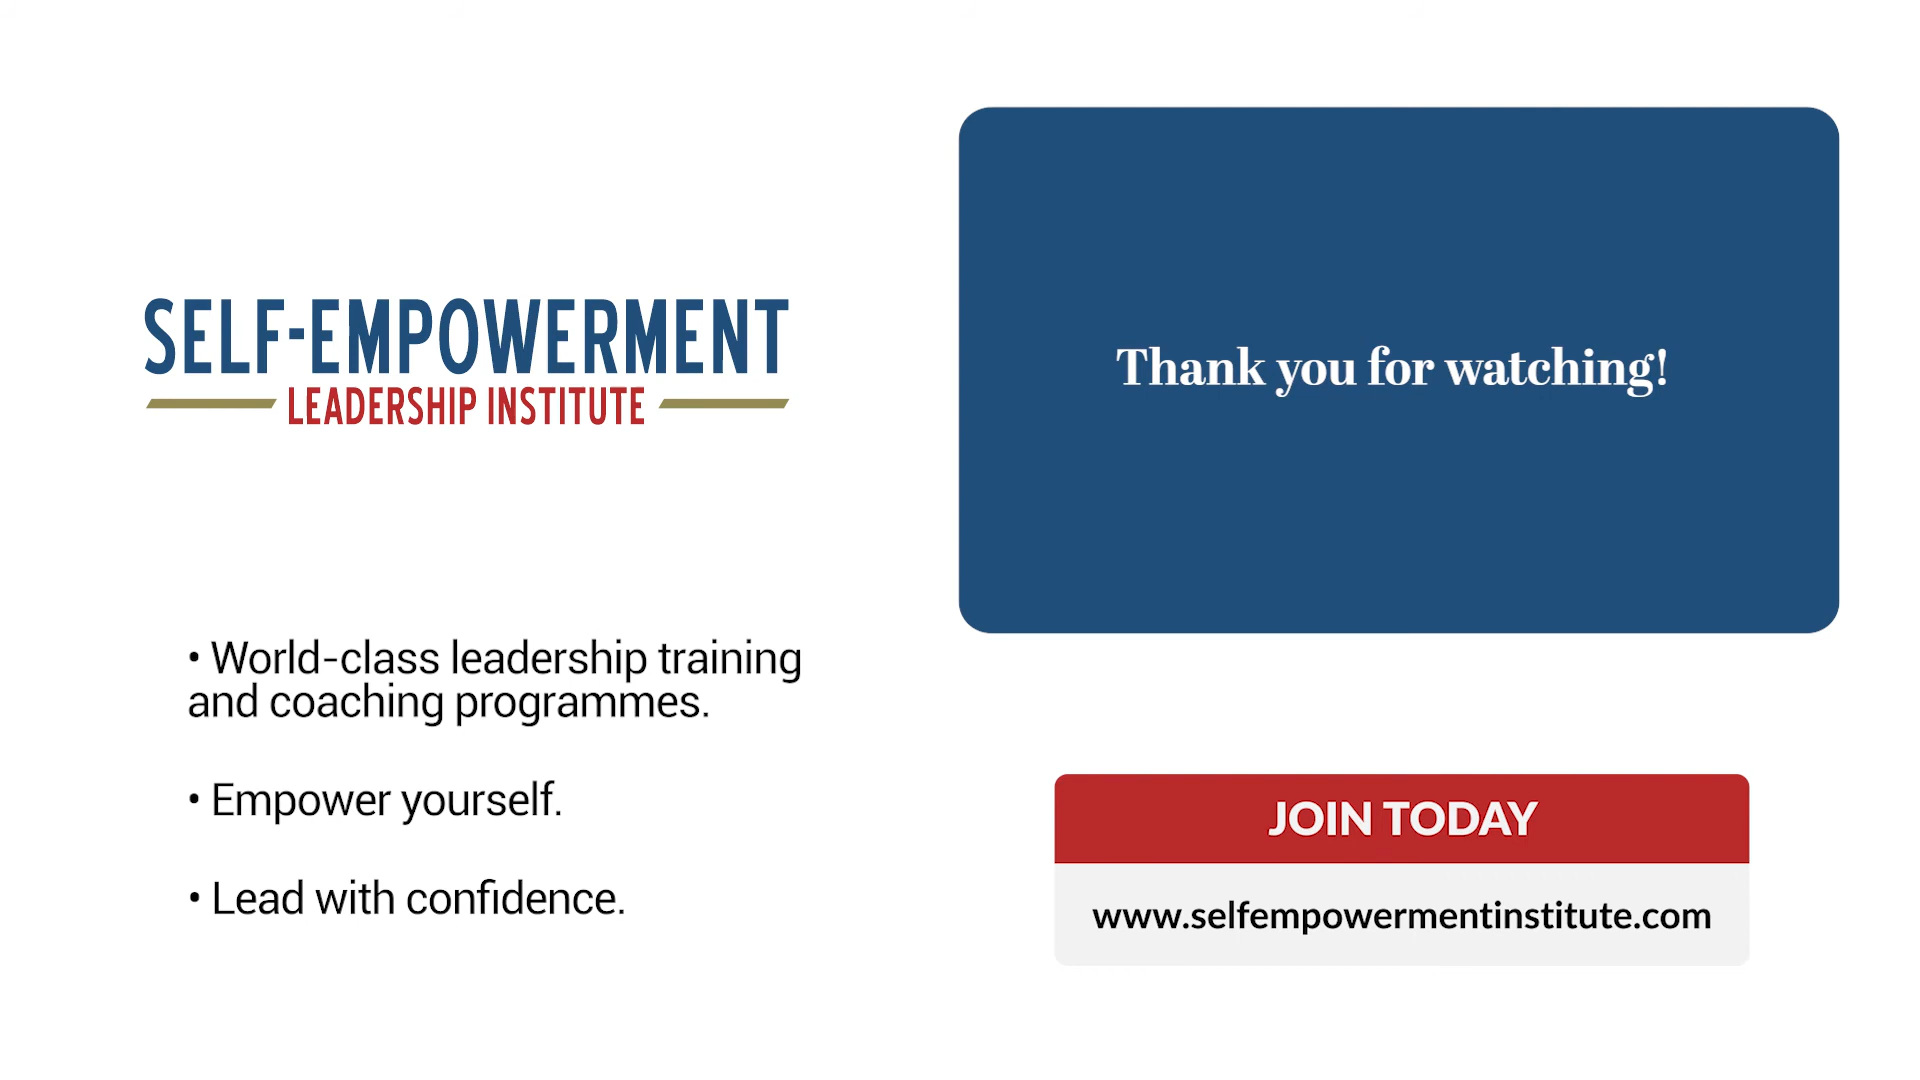 SELF-EMPOWERMENT
LEADERSHIP INSTITUTE
• World-class leadership training
and coaching programmes.
• Empower yourself.
• Lead with confidence.
Thank you for watching!
JOIN TODAY
www.selfempowermentinstitute.com